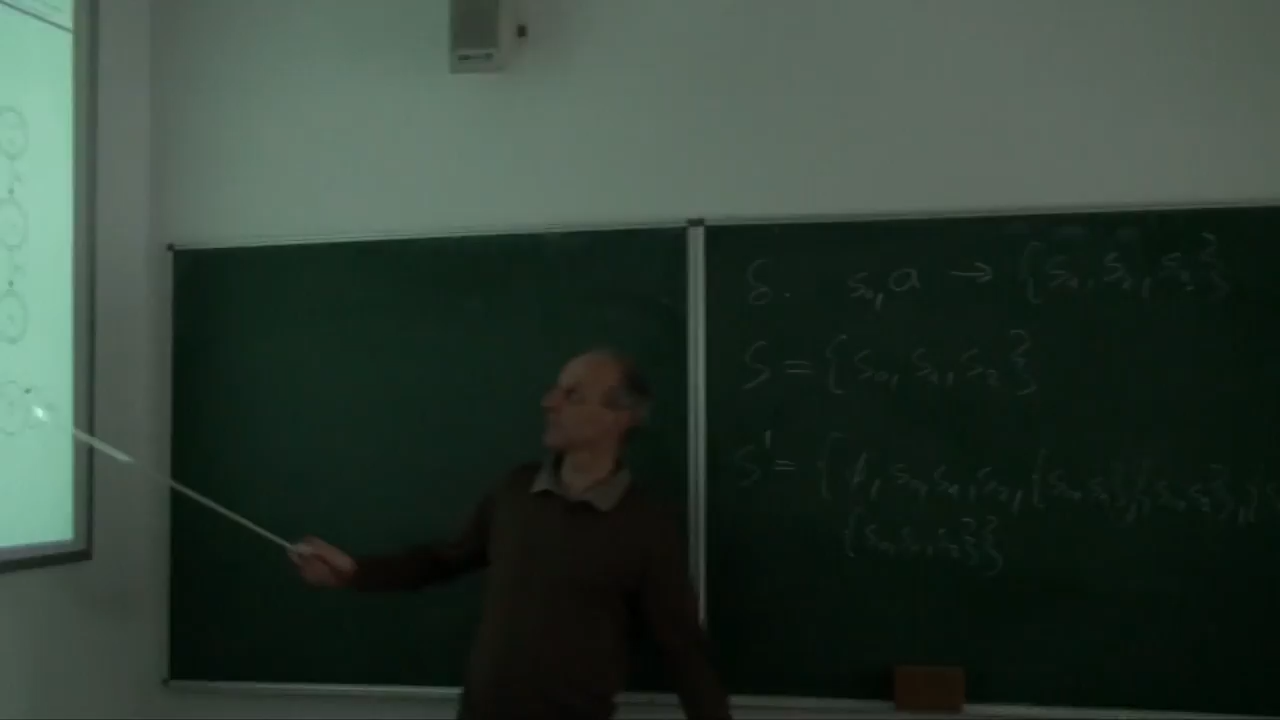 δ. s₀, a → {s₀, s₁, s₂}
S = {s₀, s₁, s₂}
S' = {∅, s₀, s₁, s₂, {s₀, s₁}, {s₀, s₂},
{s₀, s₁, s₂}}